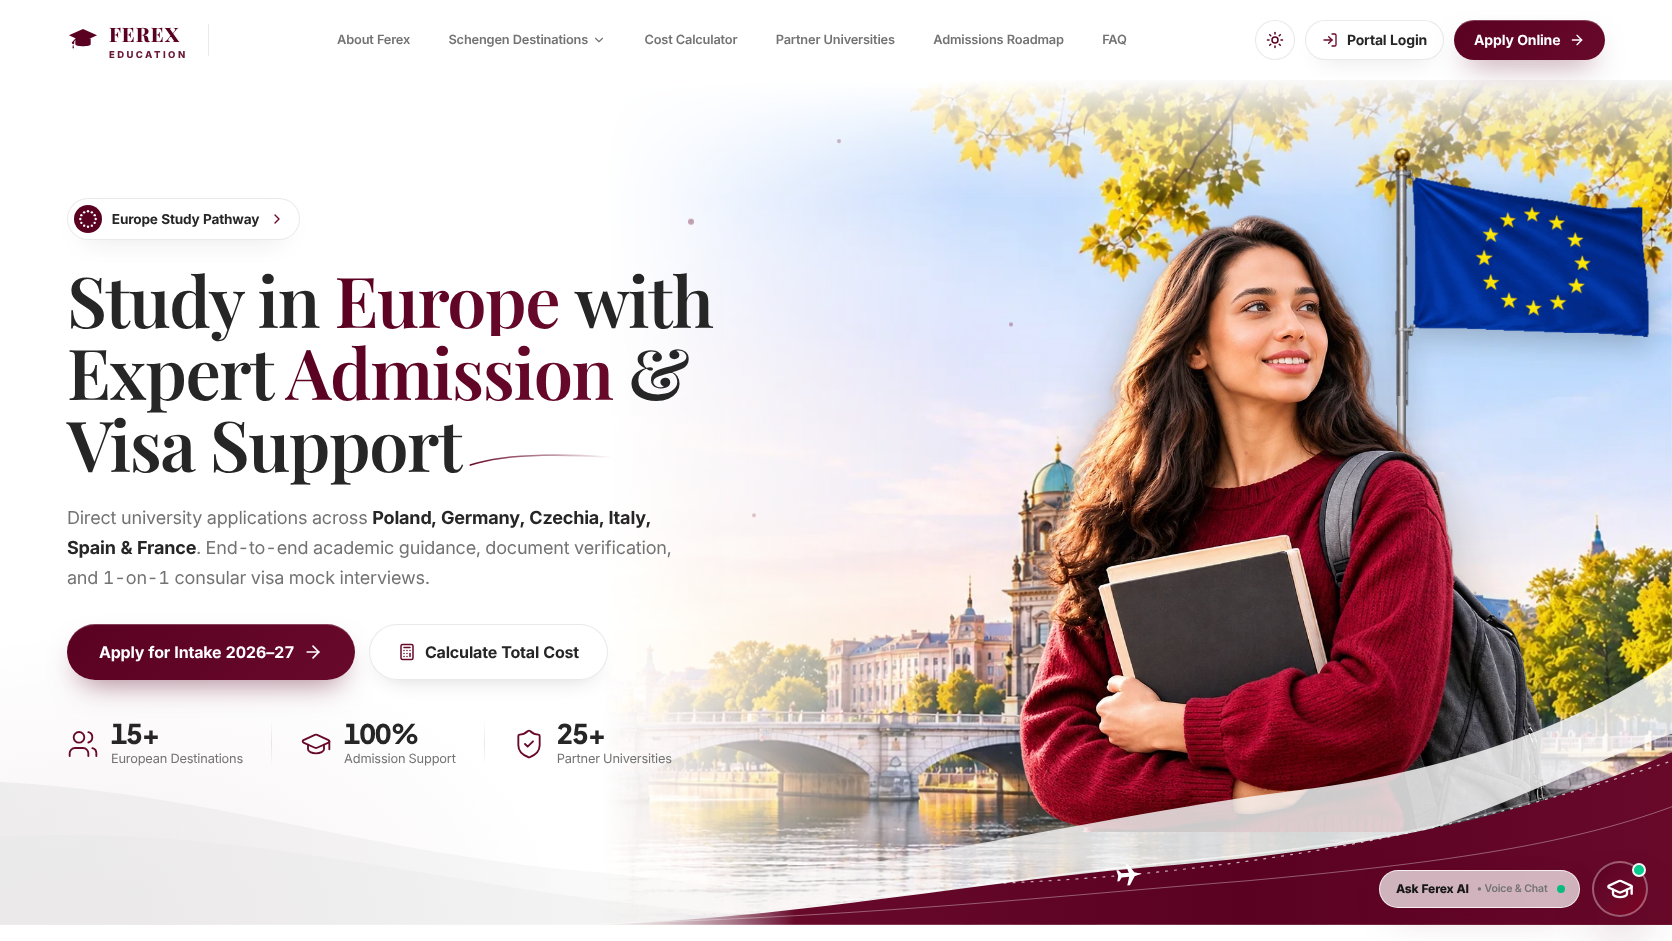 FEREX
EDUCATION
About Ferex
Schengen Destinations
Cost Calculator
Partner Universities
Admissions Roadmap
FAQ
Portal Login
Apply Online
Europe Study Pathway
Study in Europe with
Expert Admission &
Visa Support
Direct university applications across Poland, Germany, Czechia, Italy,
Spain & France. End-to-end academic guidance, document verification,
and 1-on-1 consular visa mock interviews.
Apply for Intake 2026–27
Calculate Total Cost
15+
European Destinations
100%
Admission Support
25+
Partner Universities
Ask Ferex AI • Voice & Chat